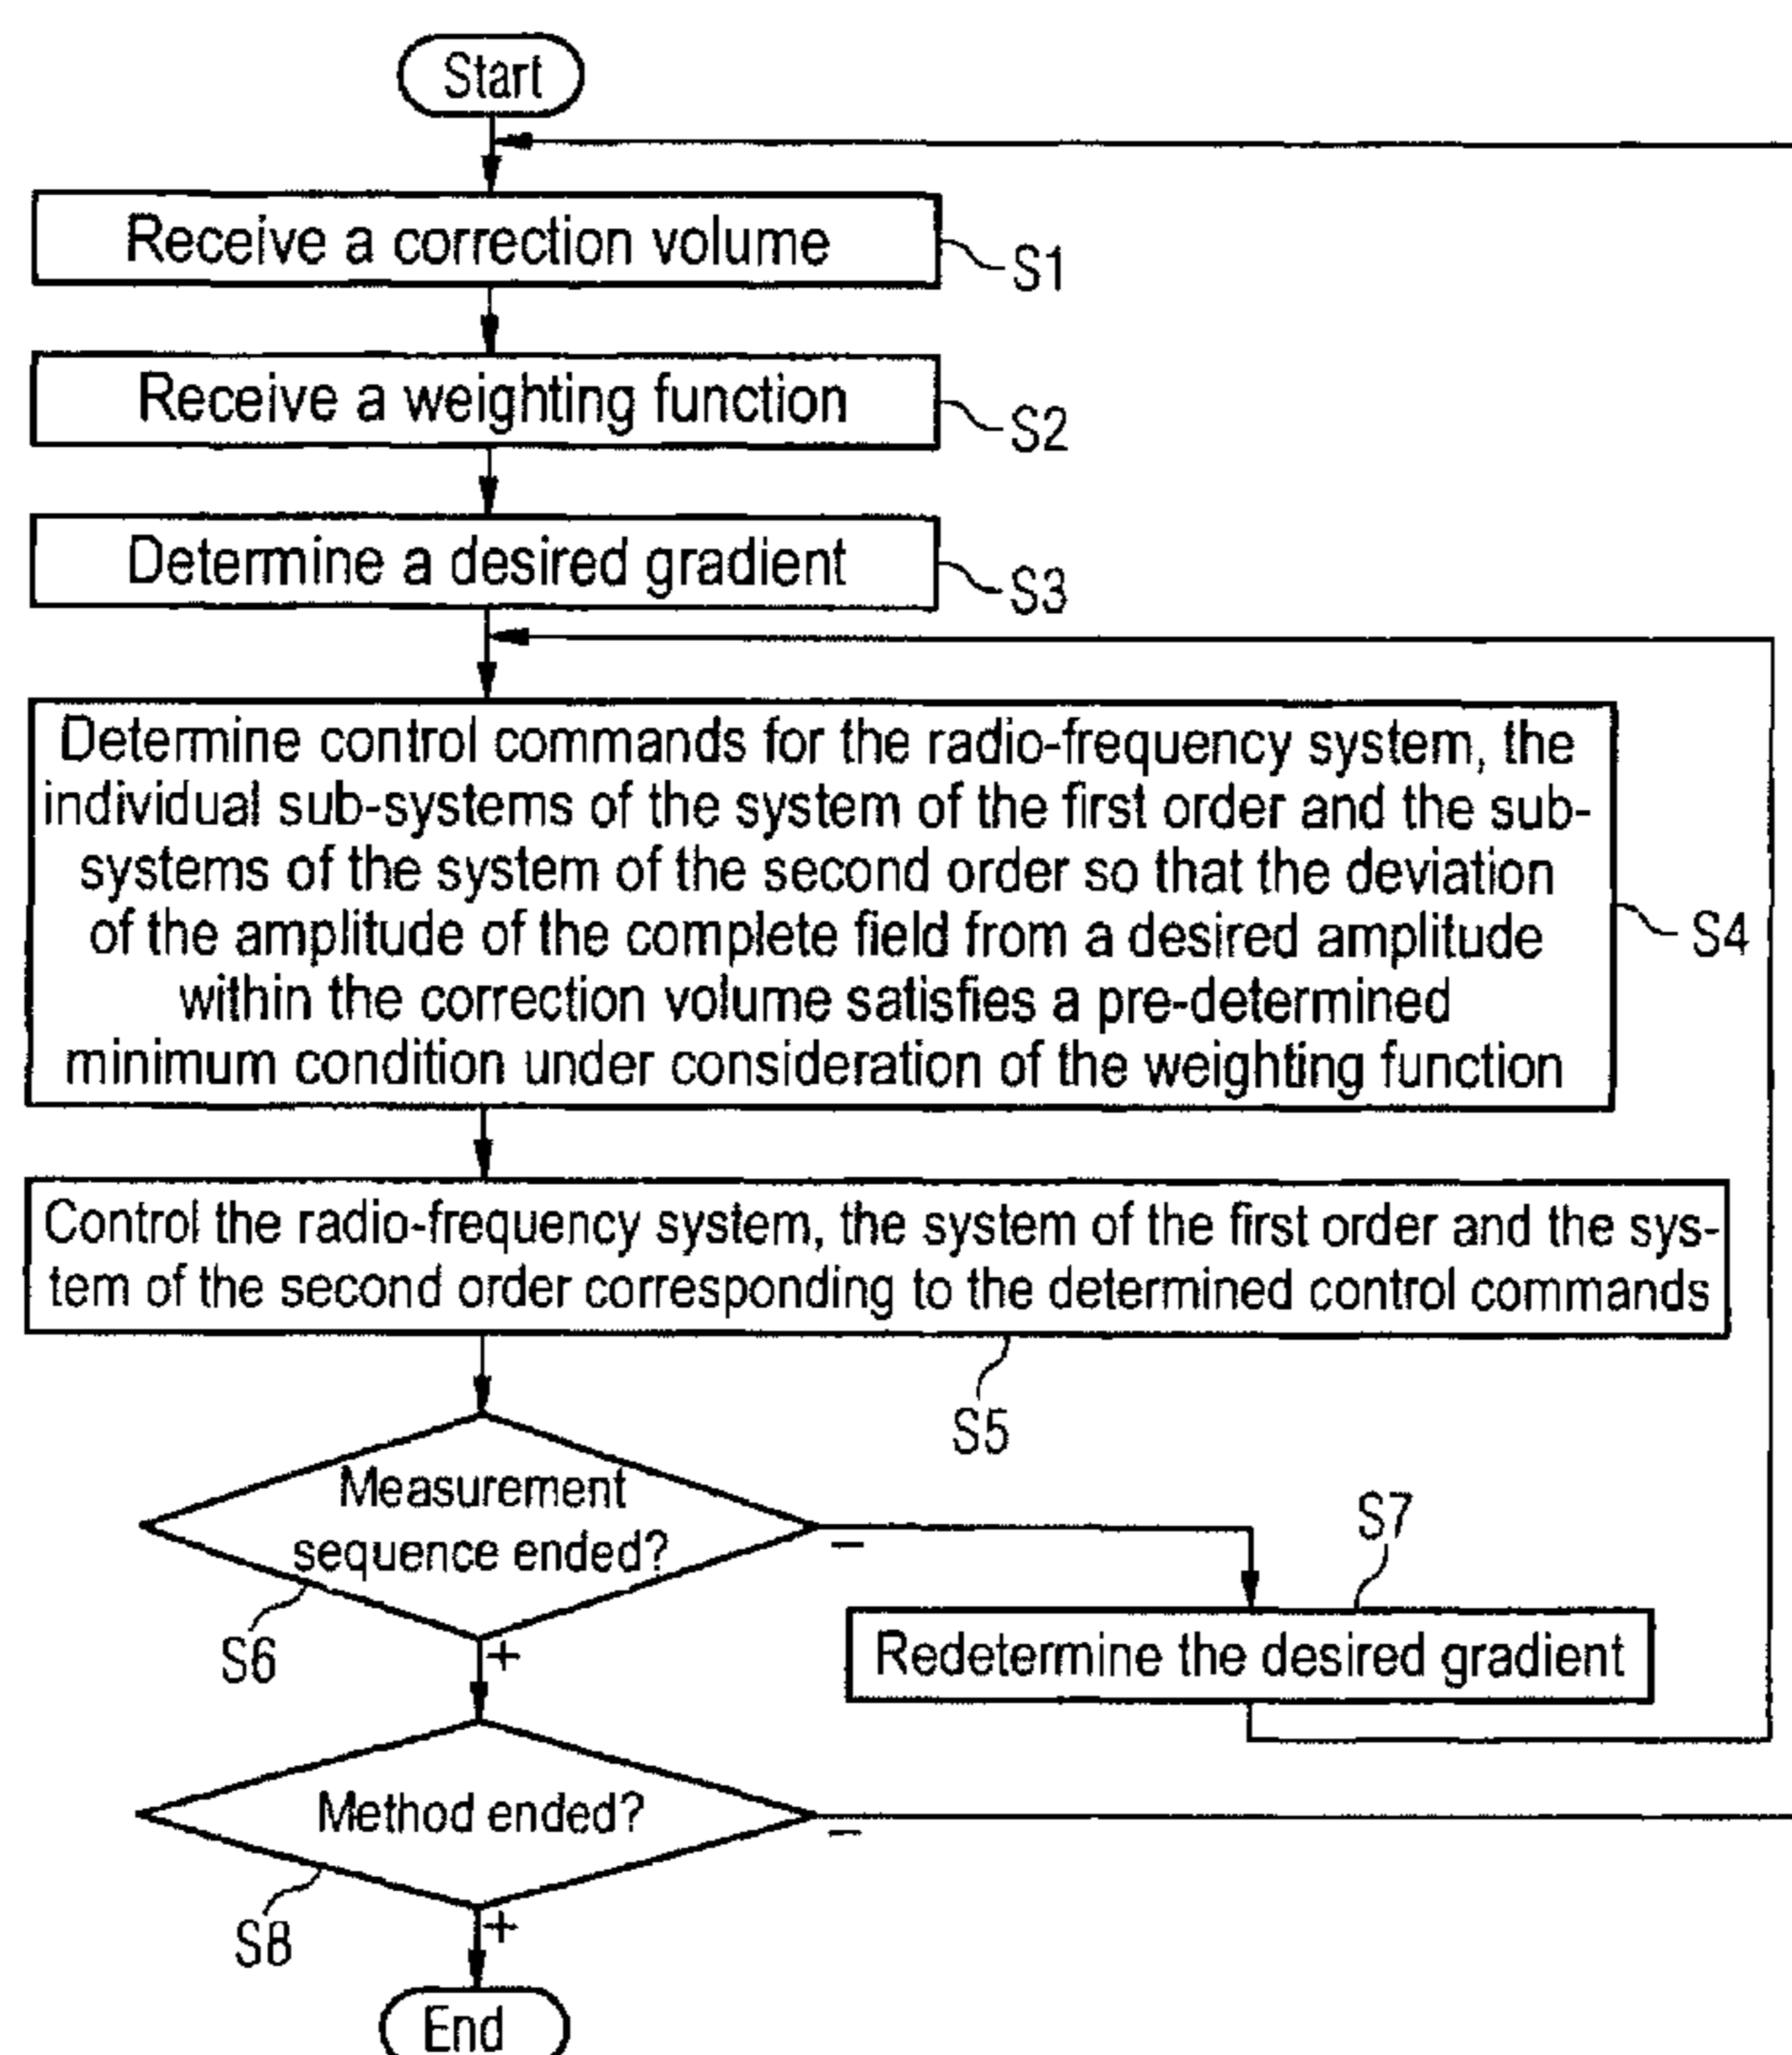 Start
Receive a correction volume
S1
Receive a weighting function
S2
Determine a desired gradient
S3
Determine control commands for the radio-frequency system, the
individual sub-systems of the system of the first order and the sub-
systems of the system of the second order so that the deviation
of the amplitude of the complete field from a desired amplitude
within the correction volume satisfies a pre-determined
minimum condition under consideration of the weighting function
S4
Control the radio-frequency system, the system of the first order and the sys-
tem of the second order corresponding to the determined control commands
S5
Measurement
sequence ended?
–
S6
+
S7
Redetermine the desired gradient
Method ended?
–
S8
+
End